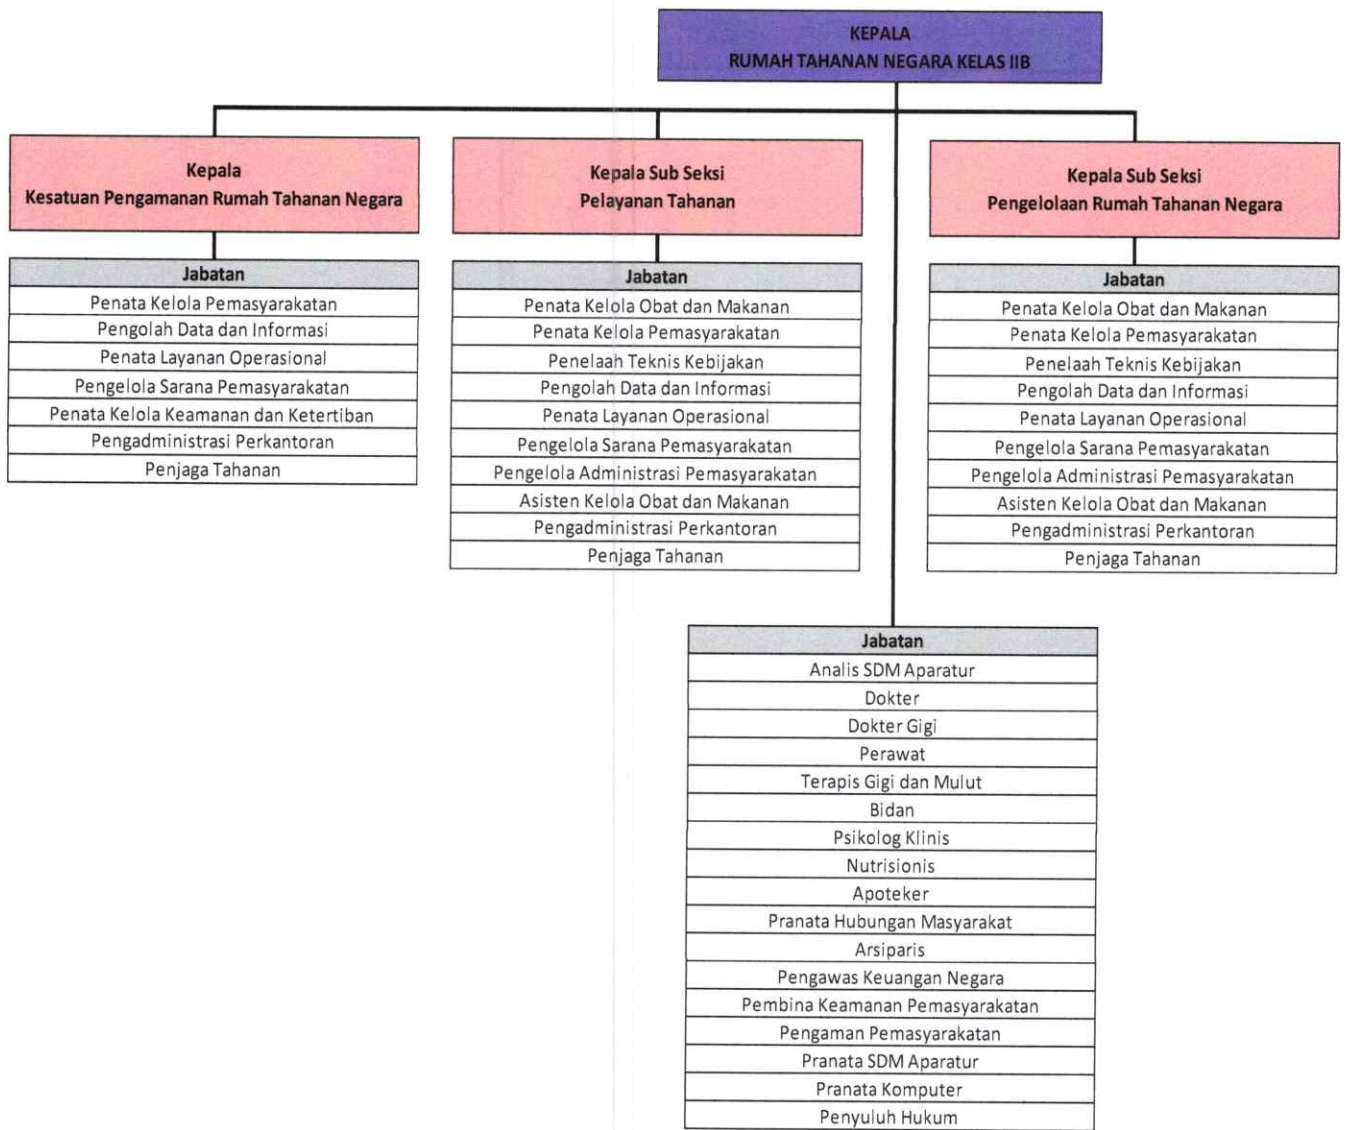 KEPALA
RUMAH TAHANAN NEGARA KELAS IIB
Kepala
Kesatuan Pengamanan Rumah Tahanan Negara
Jabatan
Penata Kelola Pemasyarakatan
Pengolah Data dan Informasi
Penata Layanan Operasional
Pengelola Sarana Pemasyarakatan
Penata Kelola Keamanan dan Ketertiban
Pengadministrasi Perkantoran
Penjaga Tahanan
Kepala Sub Seksi
Pelayanan Tahanan
Jabatan
Penata Kelola Obat dan Makanan
Penata Kelola Pemasyarakatan
Penelaah Teknis Kebijakan
Pengolah Data dan Informasi
Penata Layanan Operasional
Pengelola Sarana Pemasyarakatan
Pengelola Administrasi Pemasyarakatan
Asisten Kelola Obat dan Makanan
Pengadministrasi Perkantoran
Penjaga Tahanan
Kepala Sub Seksi
Pengelolaan Rumah Tahanan Negara
Jabatan
Penata Kelola Obat dan Makanan
Penata Kelola Pemasyarakatan
Penelaah Teknis Kebijakan
Pengolah Data dan Informasi
Penata Layanan Operasional
Pengelola Sarana Pemasyarakatan
Pengelola Administrasi Pemasyarakatan
Asisten Kelola Obat dan Makanan
Pengadministrasi Perkantoran
Penjaga Tahanan
Jabatan
Analis SDM Aparatur
Dokter
Dokter Gigi
Perawat
Terapis Gigi dan Mulut
Bidan
Psikolog Klinis
Nutrisionis
Apoteker
Pranata Hubungan Masyarakat
Arsiparis
Pengawas Keuangan Negara
Pembina Keamanan Pemasyarakatan
Pengaman Pemasyarakatan
Pranata SDM Aparatur
Pranata Komputer
Penyuluh Hukum